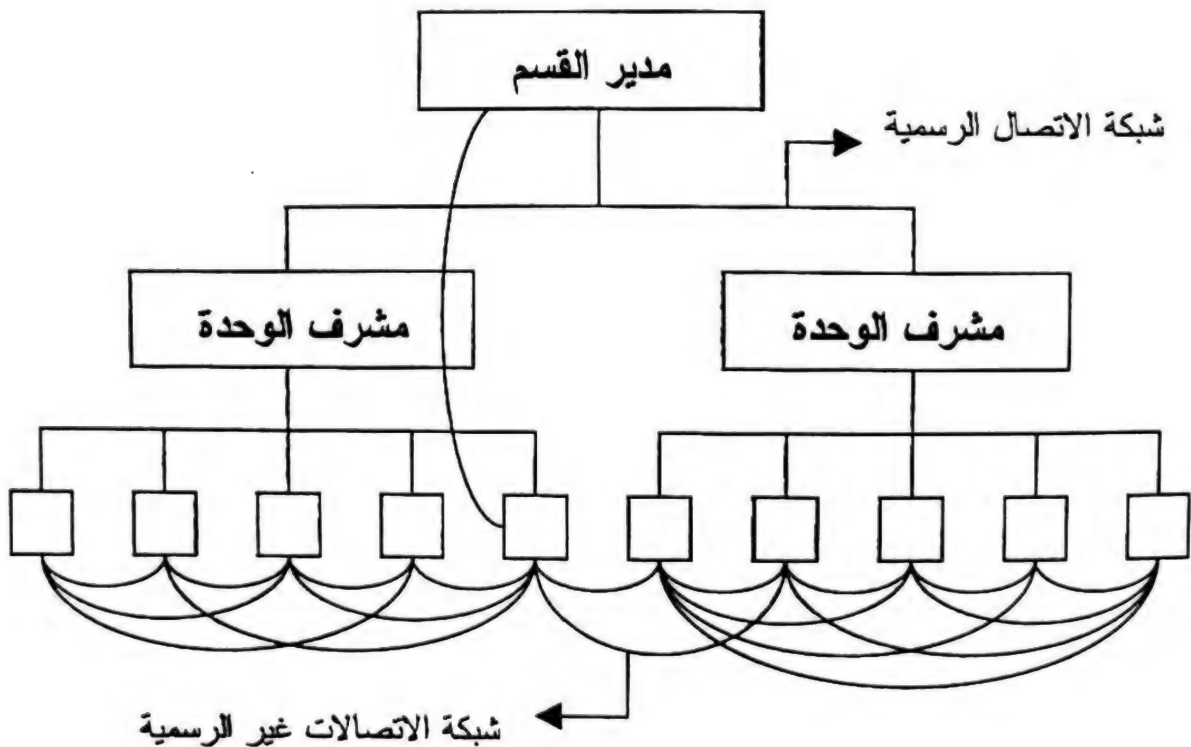 مدير القسم
شبكة الاتصال الرسمية
مشرف الوحدة
مشرف الوحدة
شبكة الاتصالات غير الرسمية